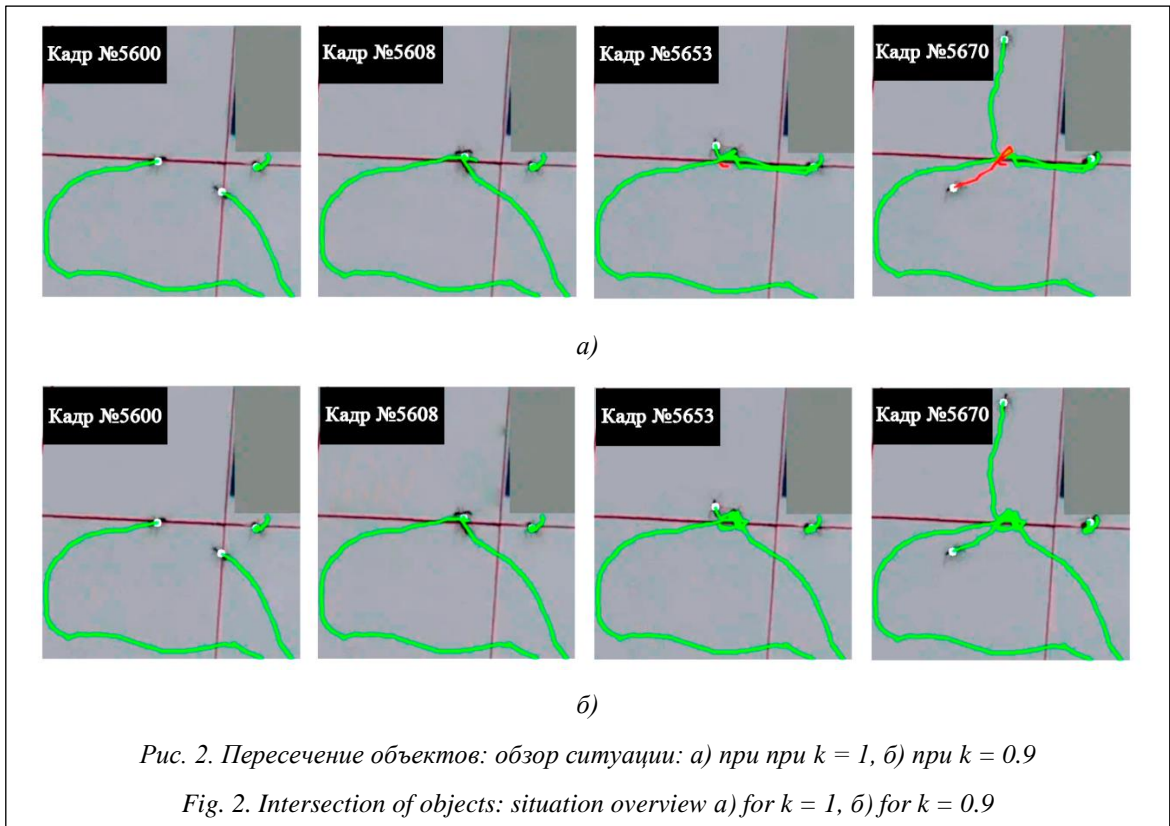 Кадр №5600 Кадр №5608 Кадр №5653 Кадр №5670
а)
Кадр №5600 Кадр №5608 Кадр №5653 Кадр №5670
б)
Рис. 2. Пересечение объектов: обзор ситуации: а) при при k = 1, б) при k = 0.9
Fig. 2. Intersection of objects: situation overview a) for k = 1, б) for k = 0.9